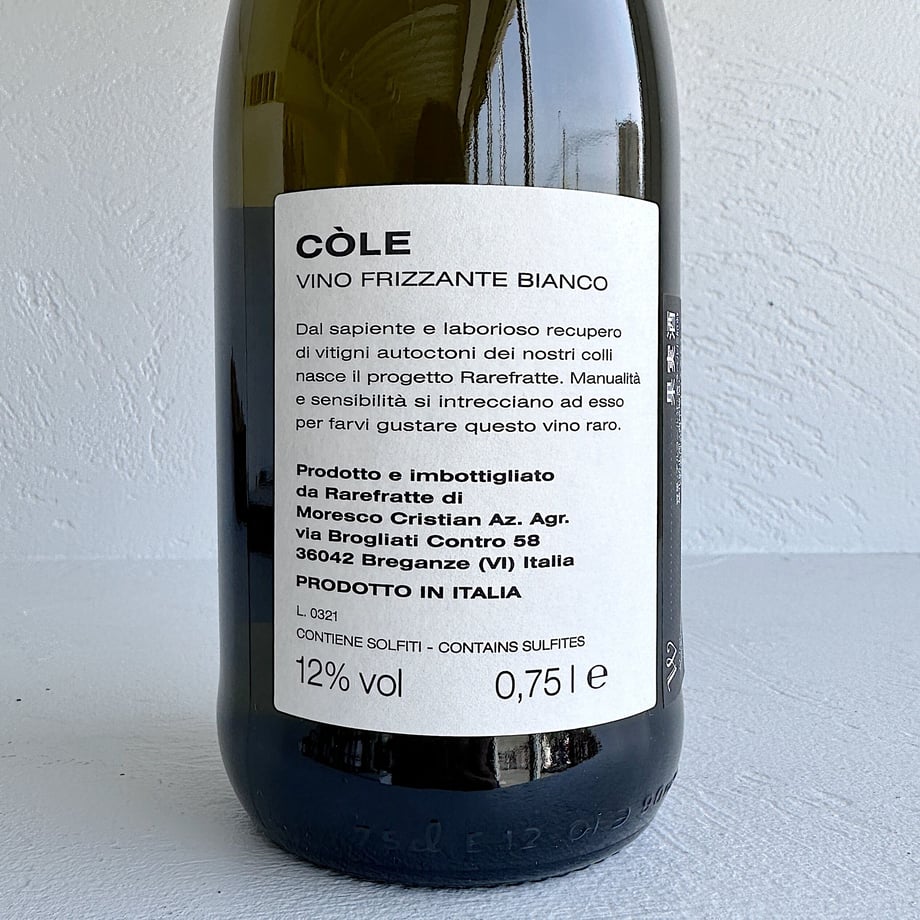 CÒLE
VINO FRIZZANTE BIANCO
Dal sapiente e laborioso recupero
di vitigni autoctoni dei nostri colli
nasce il progetto Rarefratte. Manualità
e sensibilità si intrecciano ad esso
per farvi gustare questo vino raro.
Prodotto e imbottigliato
da Rarefratte di
Moresco Cristian Az. Agr.
via Brogliati Contro 58
36042 Breganze (VI) Italia
PRODOTTO IN ITALIA
L. 0321
CONTIENE SOLFITI - CONTAINS SULFITES
12% vol 0,75 l e
75cl E 12